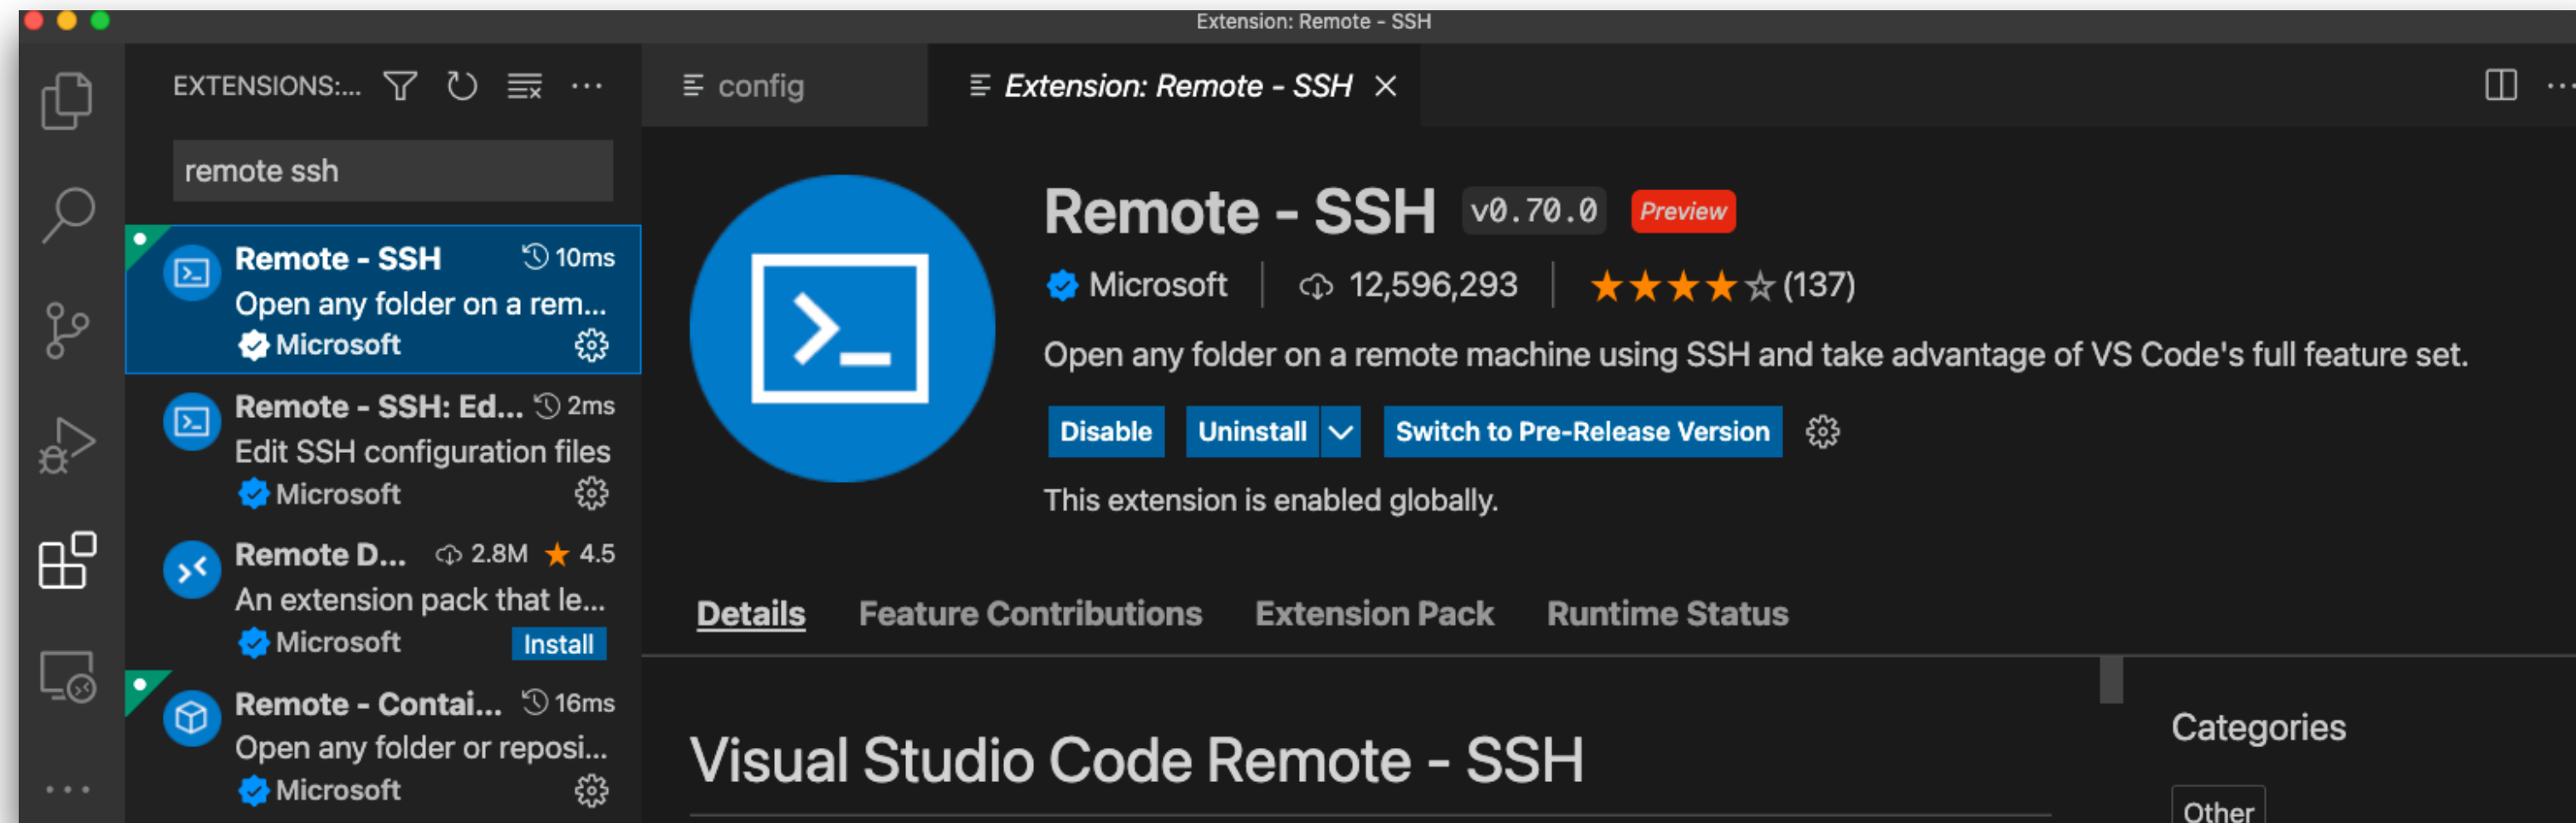 Extension: Remote - SSH
EXTENSIONS:...
config
Extension: Remote - SSH
remote ssh
Remote - SSH 10ms
Open any folder on a rem...
Microsoft
Remote - SSH: Ed... 2ms
Edit SSH configuration files
Microsoft
Remote D... 2.8M 4.5
An extension pack that le...
Microsoft Install
Remote - Contai... 16ms
Open any folder or reposi...
Microsoft
Remote - SSH v0.70.0 Preview
Microsoft 12,596,293 (137)
Open any folder on a remote machine using SSH and take advantage of VS Code's full feature set.
Disable Uninstall Switch to Pre-Release Version
This extension is enabled globally.
Details Feature Contributions Extension Pack Runtime Status
Visual Studio Code Remote - SSH
Categories
Other